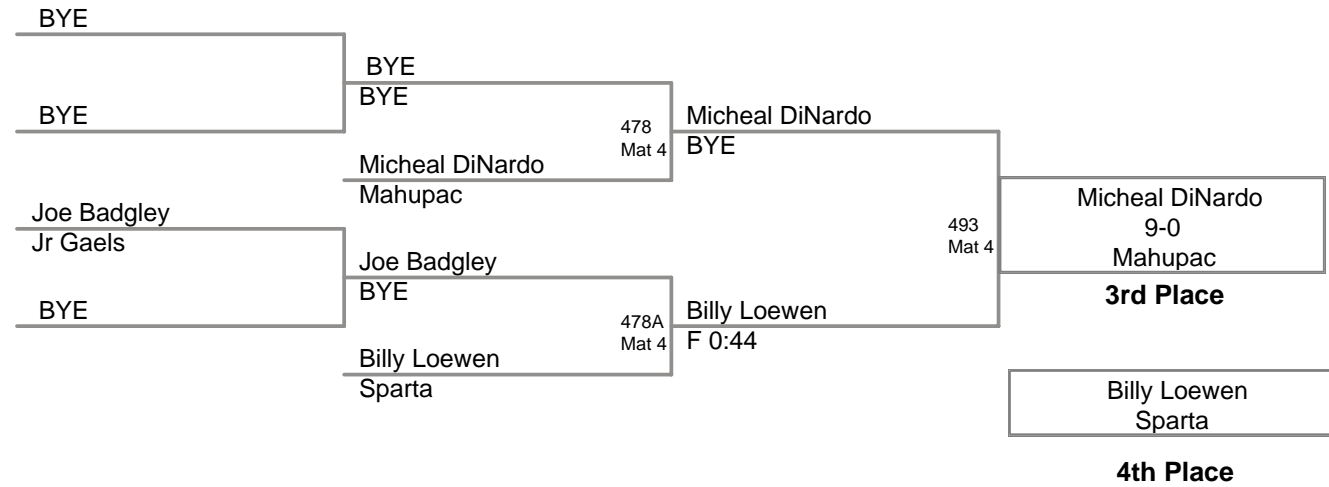 BYE
BYE
BYE
BYE
478
Mat 4
Micheal DiNardo
BYE
Micheal DiNardo
Mahupac
Joe Badgley
Jr Gaels
Joe Badgley
BYE
BYE
478A
Mat 4
Billy Loewen
F 0:44
Billy Loewen
Sparta
493
Mat 4
Micheal DiNardo
9-0
Mahupac
3rd Place
Billy Loewen
Sparta
4th Place